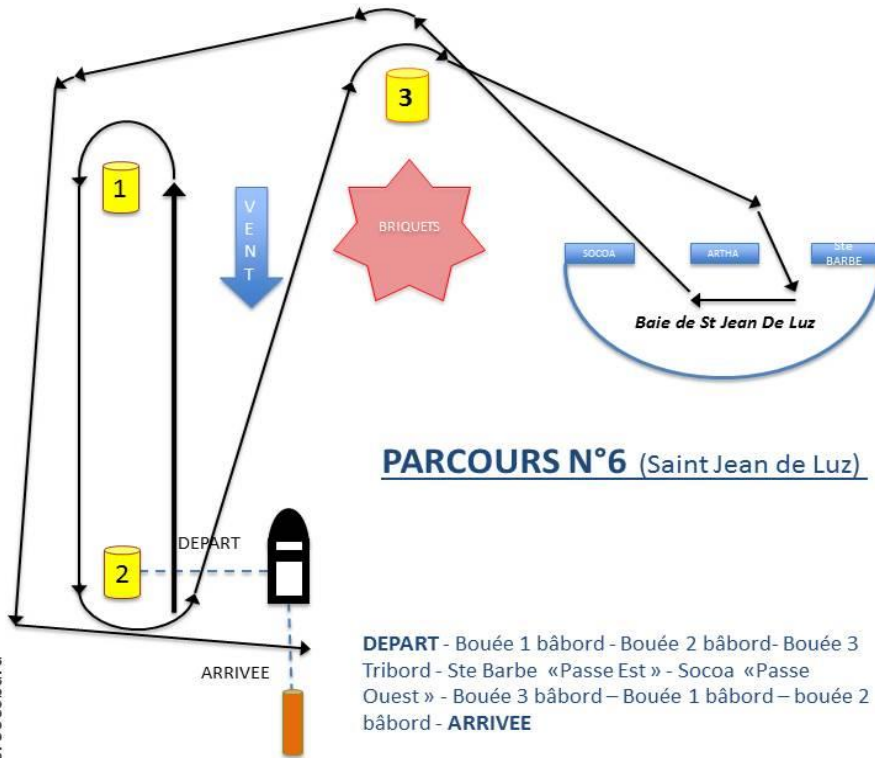 3
1
VENT
BRIQUETS
SOCOA
ARTHA
Ste
BARBE
Baie de St Jean De Luz
PARCOURS N°6 (Saint Jean de Luz)
DEPART
2
ARRIVEE
DEPART - Bouée 1 bâbord - Bouée 2 bâbord- Bouée 3
Tribord - Ste Barbe «Passe Est » - Socoa «Passe
Ouest » - Bouée 3 bâbord – Bouée 1 bâbord – bouée 2
bâbord - ARRIVEE